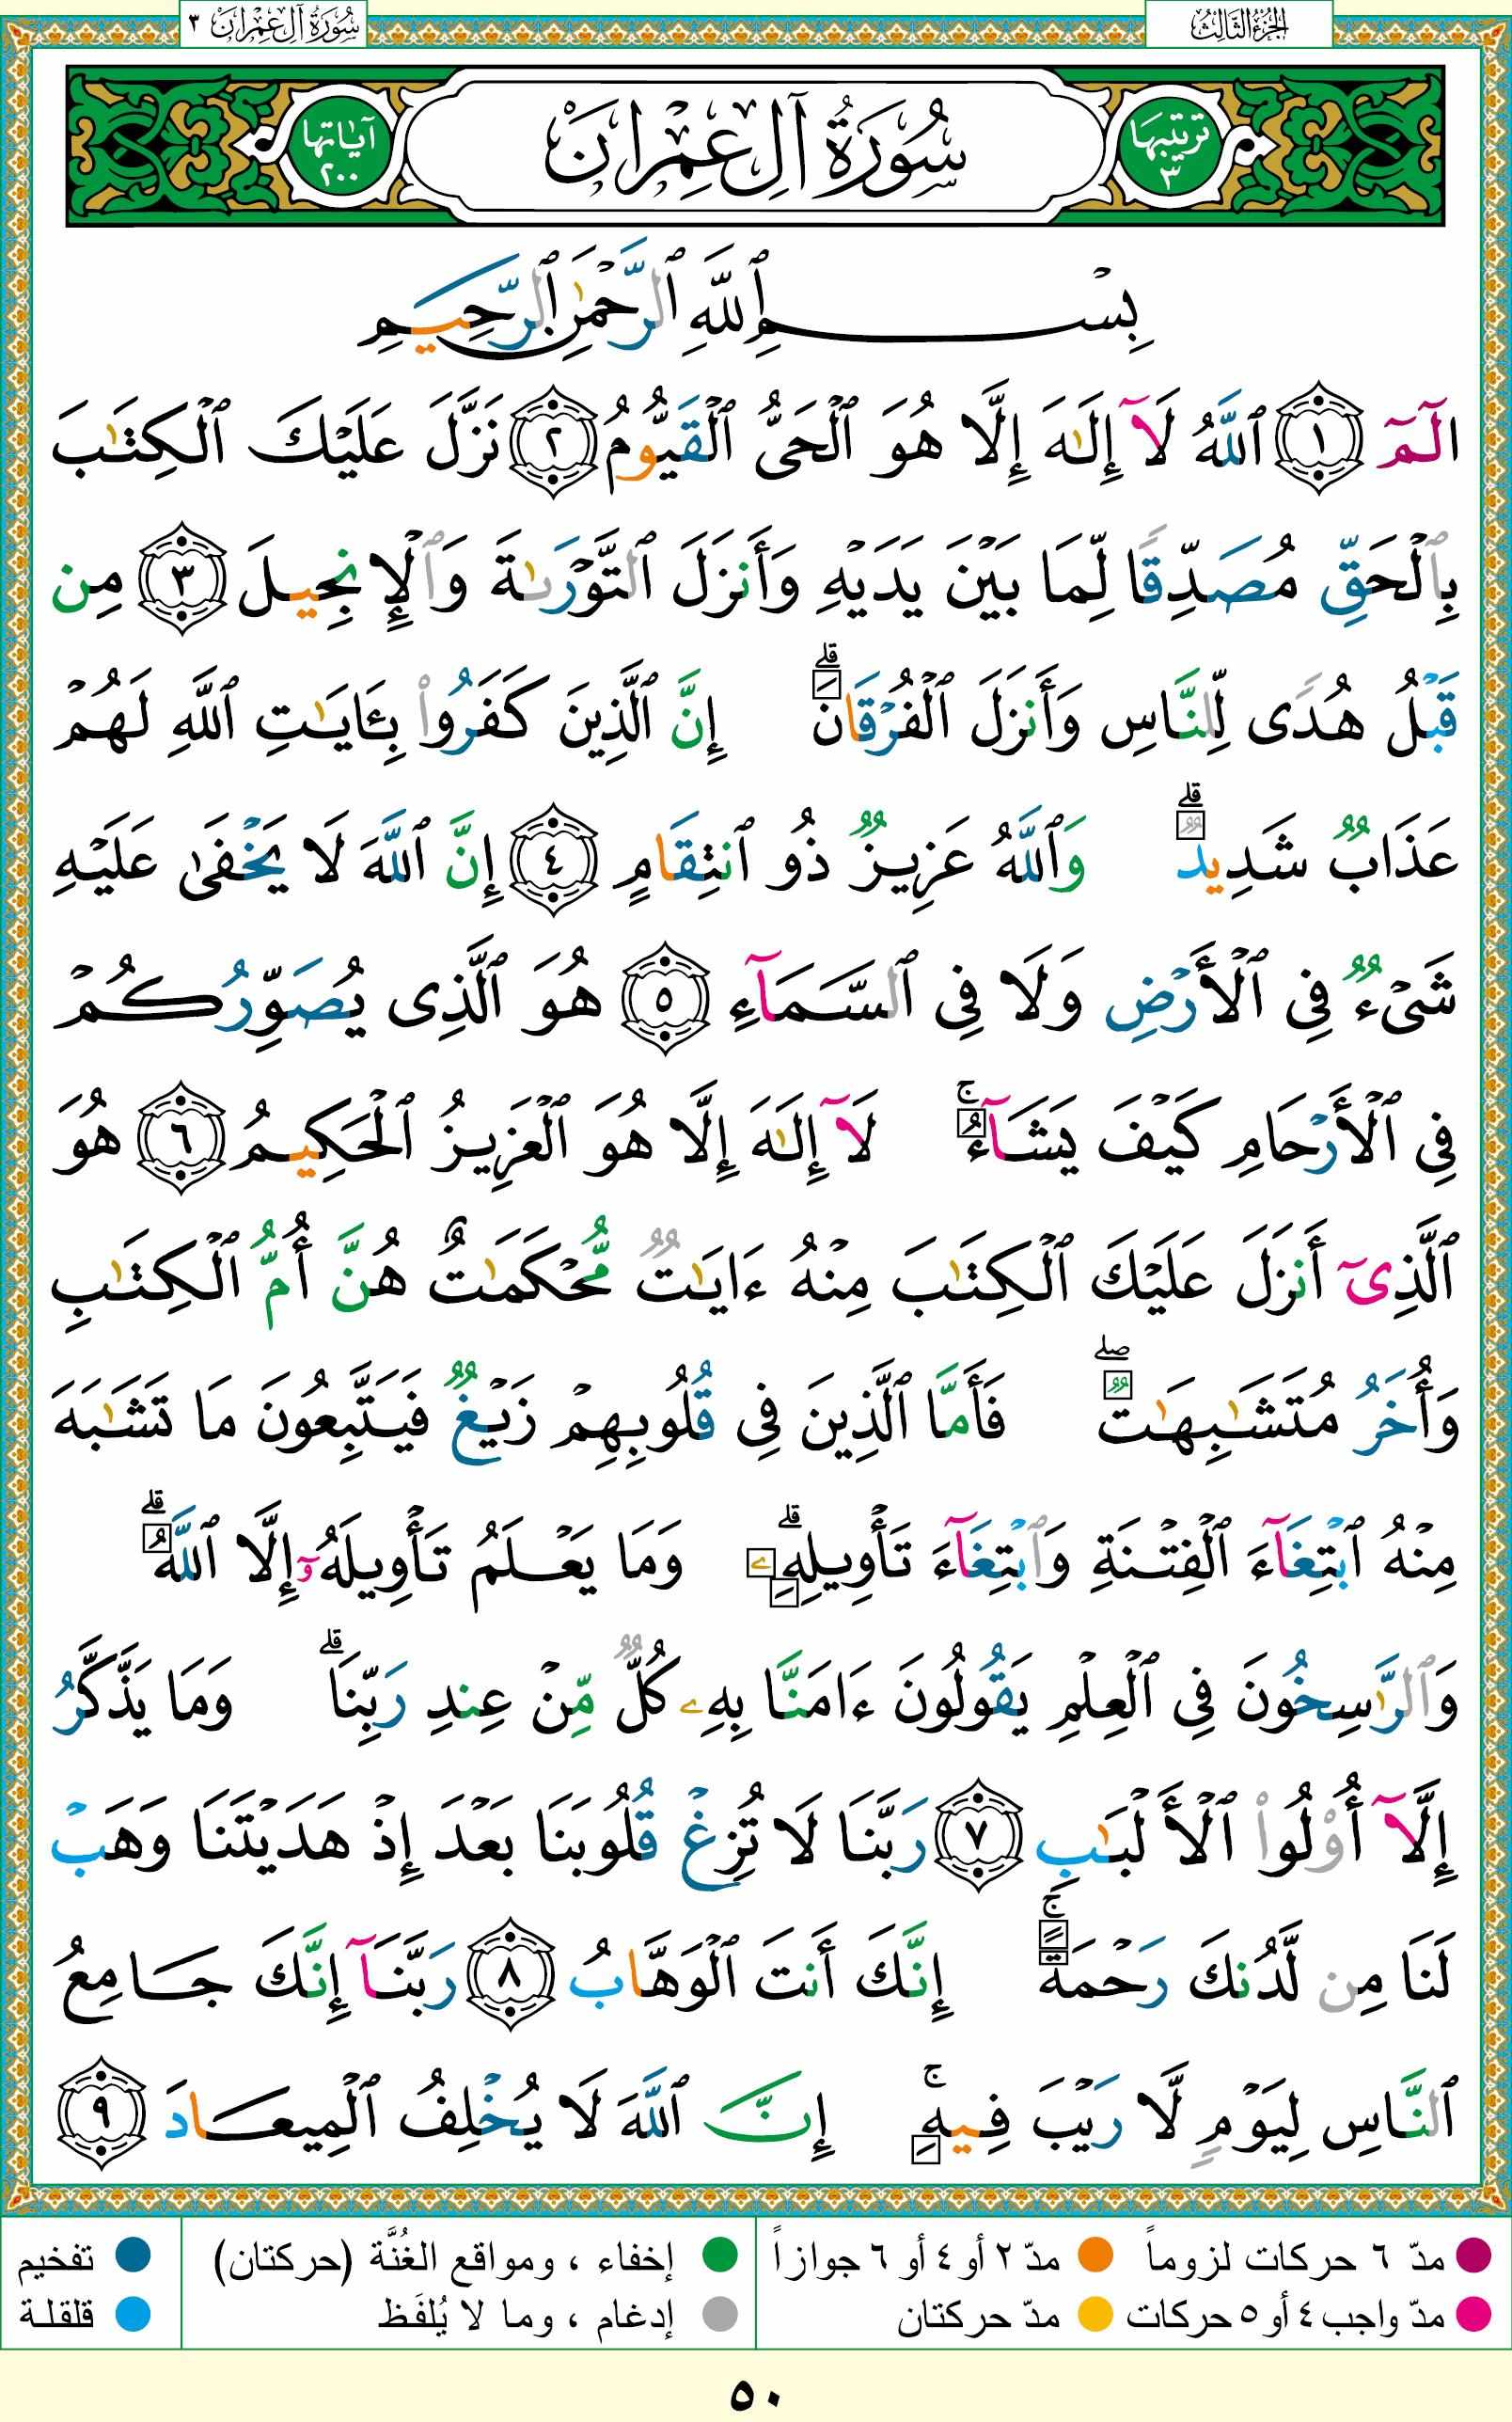 سُورَةُ آلِ عِمْرَانَ ٣
الجُزْءُ الثَّالِثُ
ترتيبها ٣
سُورَةُ آلِ عِمْرَانَ
آياتها ٢٠٠
بِسْمِ ٱللَّهِ ٱلرَّحْمَٰنِ ٱلرَّحِيمِ
الٓمٓ ١ ٱللَّهُ لَآ إِلَٰهَ إِلَّا هُوَ ٱلْحَىُّ ٱلْقَيُّومُ ٢ نَزَّلَ عَلَيْكَ ٱلْكِتَٰبَ
بِٱلْحَقِّ مُصَدِّقًا لِّمَا بَيْنَ يَدَيْهِ وَأَنزَلَ ٱلتَّوْرَىٰةَ وَٱلْإِنجِيلَ ٣ مِن
قَبْلُ هُدًى لِّلنَّاسِ وَأَنزَلَ ٱلْفُرْقَانَ ۗ إِنَّ ٱلَّذِينَ كَفَرُوا۟ بِـَٔايَٰتِ ٱللَّهِ لَهُمْ
عَذَابٌ شَدِيدٌ ۗ وَٱللَّهُ عَزِيزٌ ذُو ٱنتِقَامٍ ٤ إِنَّ ٱللَّهَ لَا يَخْفَىٰ عَلَيْهِ
شَىْءٌ فِى ٱلْأَرْضِ وَلَا فِى ٱلسَّمَآءِ ٥ هُوَ ٱلَّذِى يُصَوِّرُكُمْ
فِى ٱلْأَرْحَامِ كَيْفَ يَشَآءُ ۚ لَآ إِلَٰهَ إِلَّا هُوَ ٱلْعَزِيزُ ٱلْحَكِيمُ ٦ هُوَ
ٱلَّذِىٓ أَنزَلَ عَلَيْكَ ٱلْكِتَٰبَ مِنْهُ ءَايَٰتٌ مُّحْكَمَٰتٌ هُنَّ أُمُّ ٱلْكِتَٰبِ
وَأُخَرُ مُتَشَٰبِهَٰتٌ ۖ فَأَمَّا ٱلَّذِينَ فِى قُلُوبِهِمْ زَيْغٌ فَيَتَّبِعُونَ مَا تَشَٰبَهَ
مِنْهُ ٱبْتِغَآءَ ٱلْفِتْنَةِ وَٱبْتِغَآءَ تَأْوِيلِهِۦ ۗ وَمَا يَعْلَمُ تَأْوِيلَهُۥٓ إِلَّا ٱللَّهُ ۗ
وَٱلرَّٰسِخُونَ فِى ٱلْعِلْمِ يَقُولُونَ ءَامَنَّا بِهِۦ كُلٌّ مِّنْ عِندِ رَبِّنَا ۗ وَمَا يَذَّكَّرُ
إِلَّآ أُو۟لُوا۟ ٱلْأَلْبَٰبِ ٧ رَبَّنَا لَا تُزِغْ قُلُوبَنَا بَعْدَ إِذْ هَدَيْتَنَا وَهَبْ
لَنَا مِن لَّدُنكَ رَحْمَةً ۚ إِنَّكَ أَنتَ ٱلْوَهَّابُ ٨ رَبَّنَآ إِنَّكَ جَامِعُ
ٱلنَّاسِ لِيَوْمٍ لَّا رَيْبَ فِيهِ ۚ إِنَّ ٱللَّهَ لَا يُخْلِفُ ٱلْمِيعَادَ ٩
مدّ ٦ حركات لزوماً
مدّ ٢ أو ٤ أو ٦ جوازاً
إخفاء ، ومواقع الغُنَّة (حركتان)
تفخيم
مدّ واجب ٤ أو ٥ حركات
مدّ حركتان
إدغام ، وما لا يُلفَظ
قلقلة
٥٠